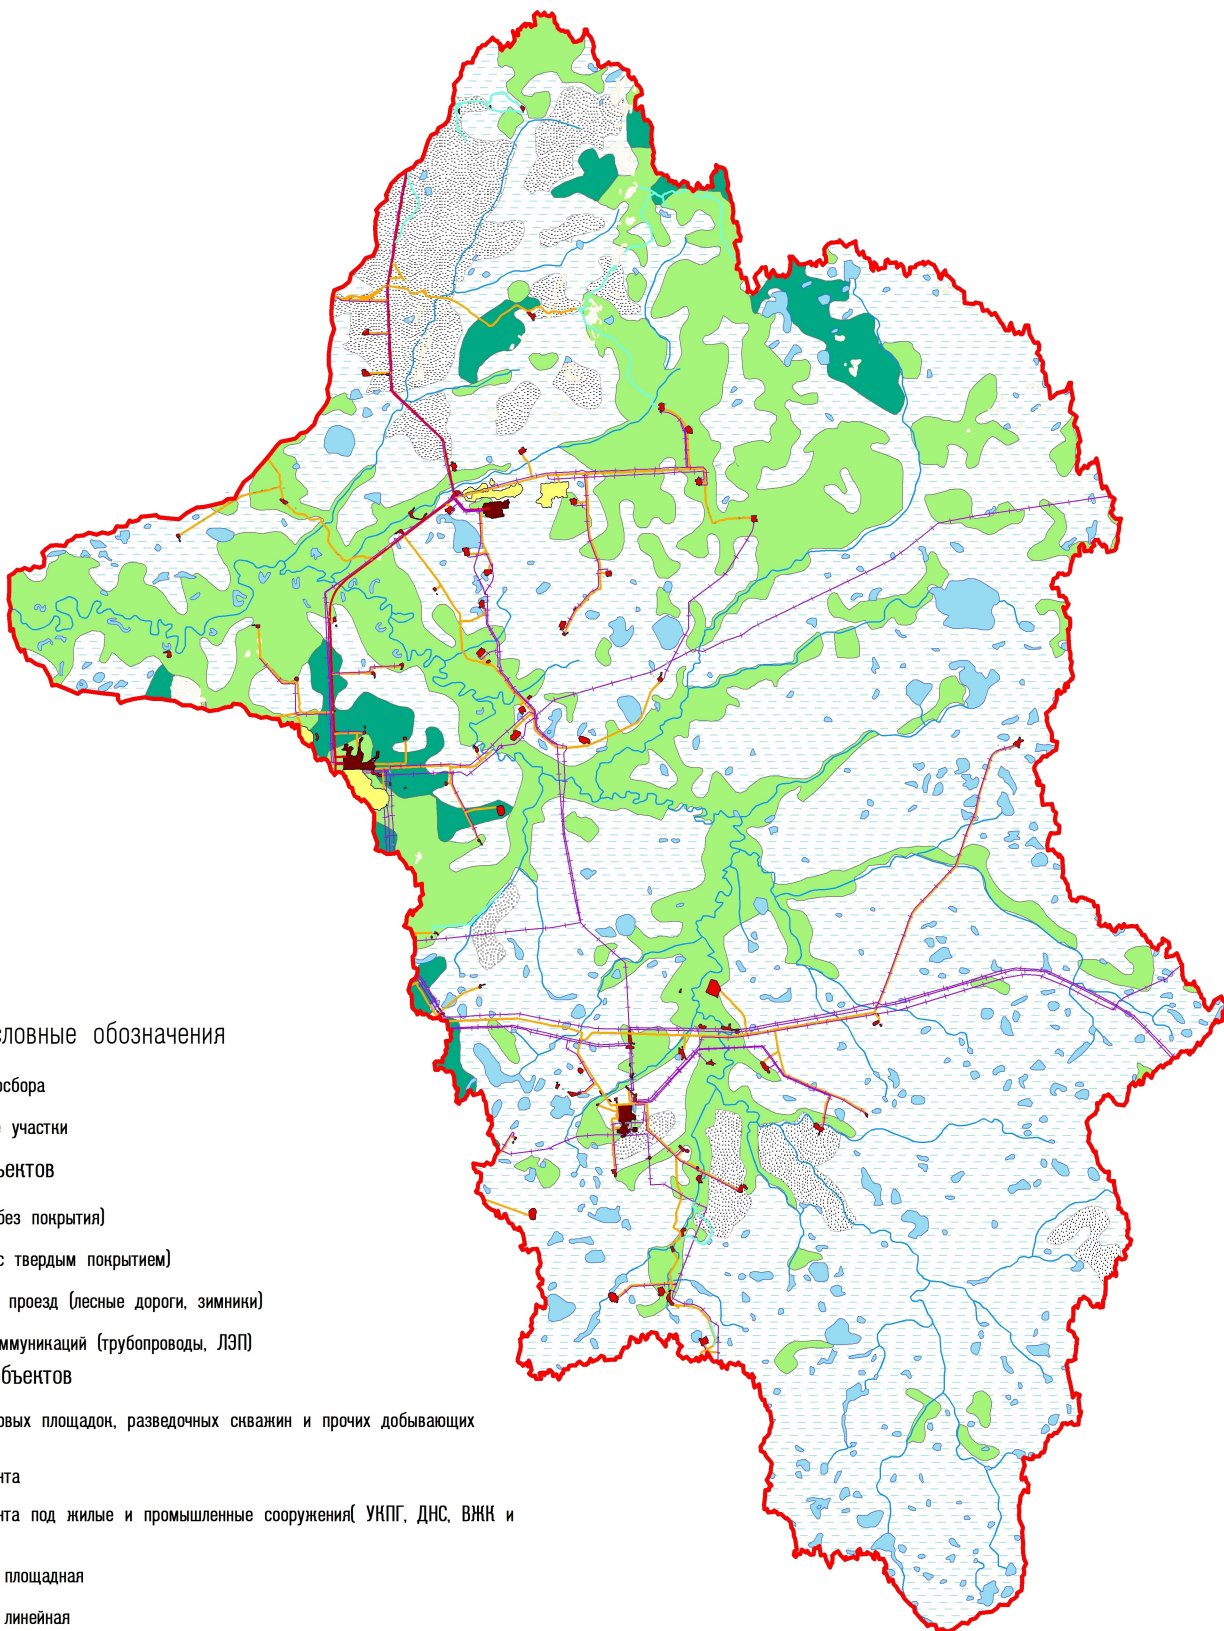 словные обозначения
осбора
участки
ъектов
без покрытия)
с твердым покрытием)
проезд (лесные дороги, зимники)
ммуникаций (трубопроводы, ЛЭП)
бъектов
овых площадок, разведочных скважин и прочих добывающих
нта
нта под жилые и промышленные сооружения( УКПГ, ДНС, ВЖК и
площадная
линейная